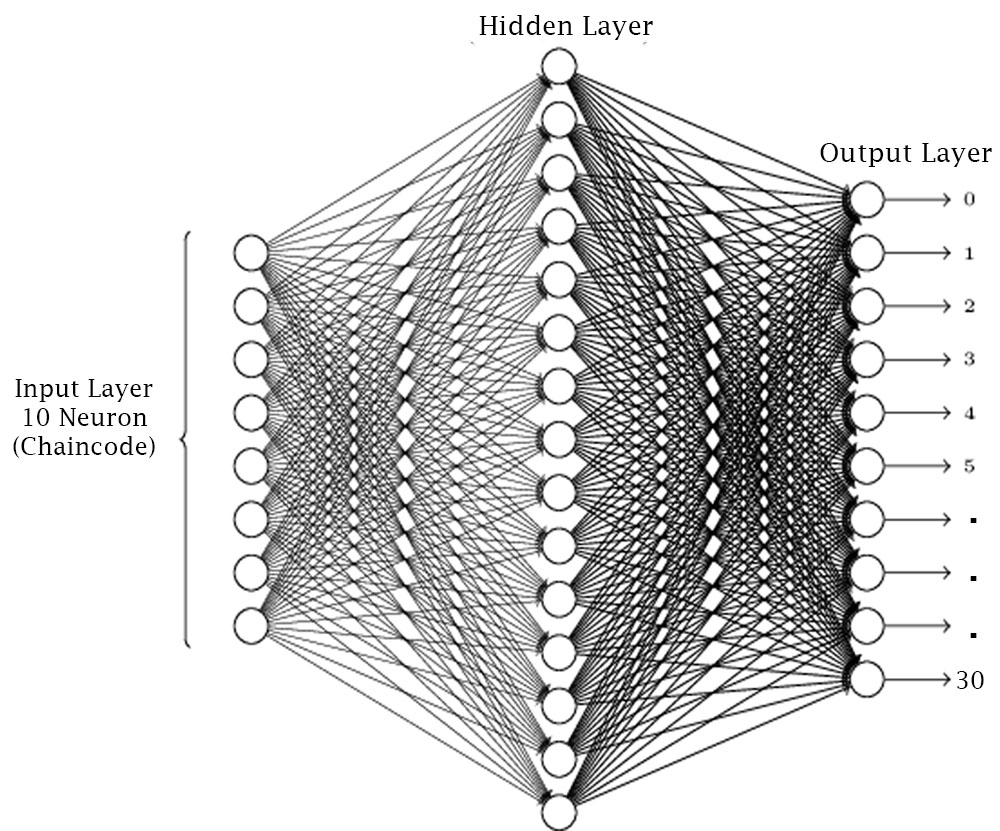 Hidden Layer
Output Layer
0
1
2
3
4
5
.
.
.
30
Input Layer
10 Neuron
(Chaincode)